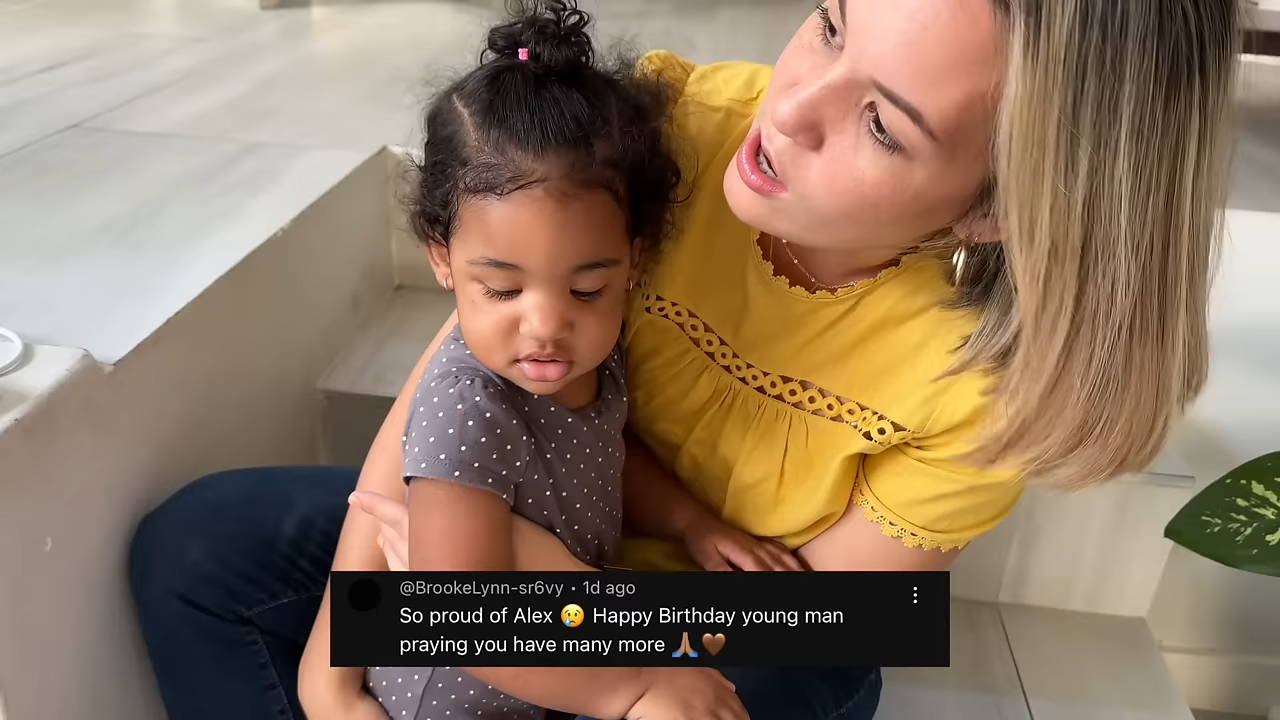 @BrookeLynn-sr6vy • 1d ago
So proud of Alex 😢 Happy Birthday young man
praying you have many more 🙏🏽🤎